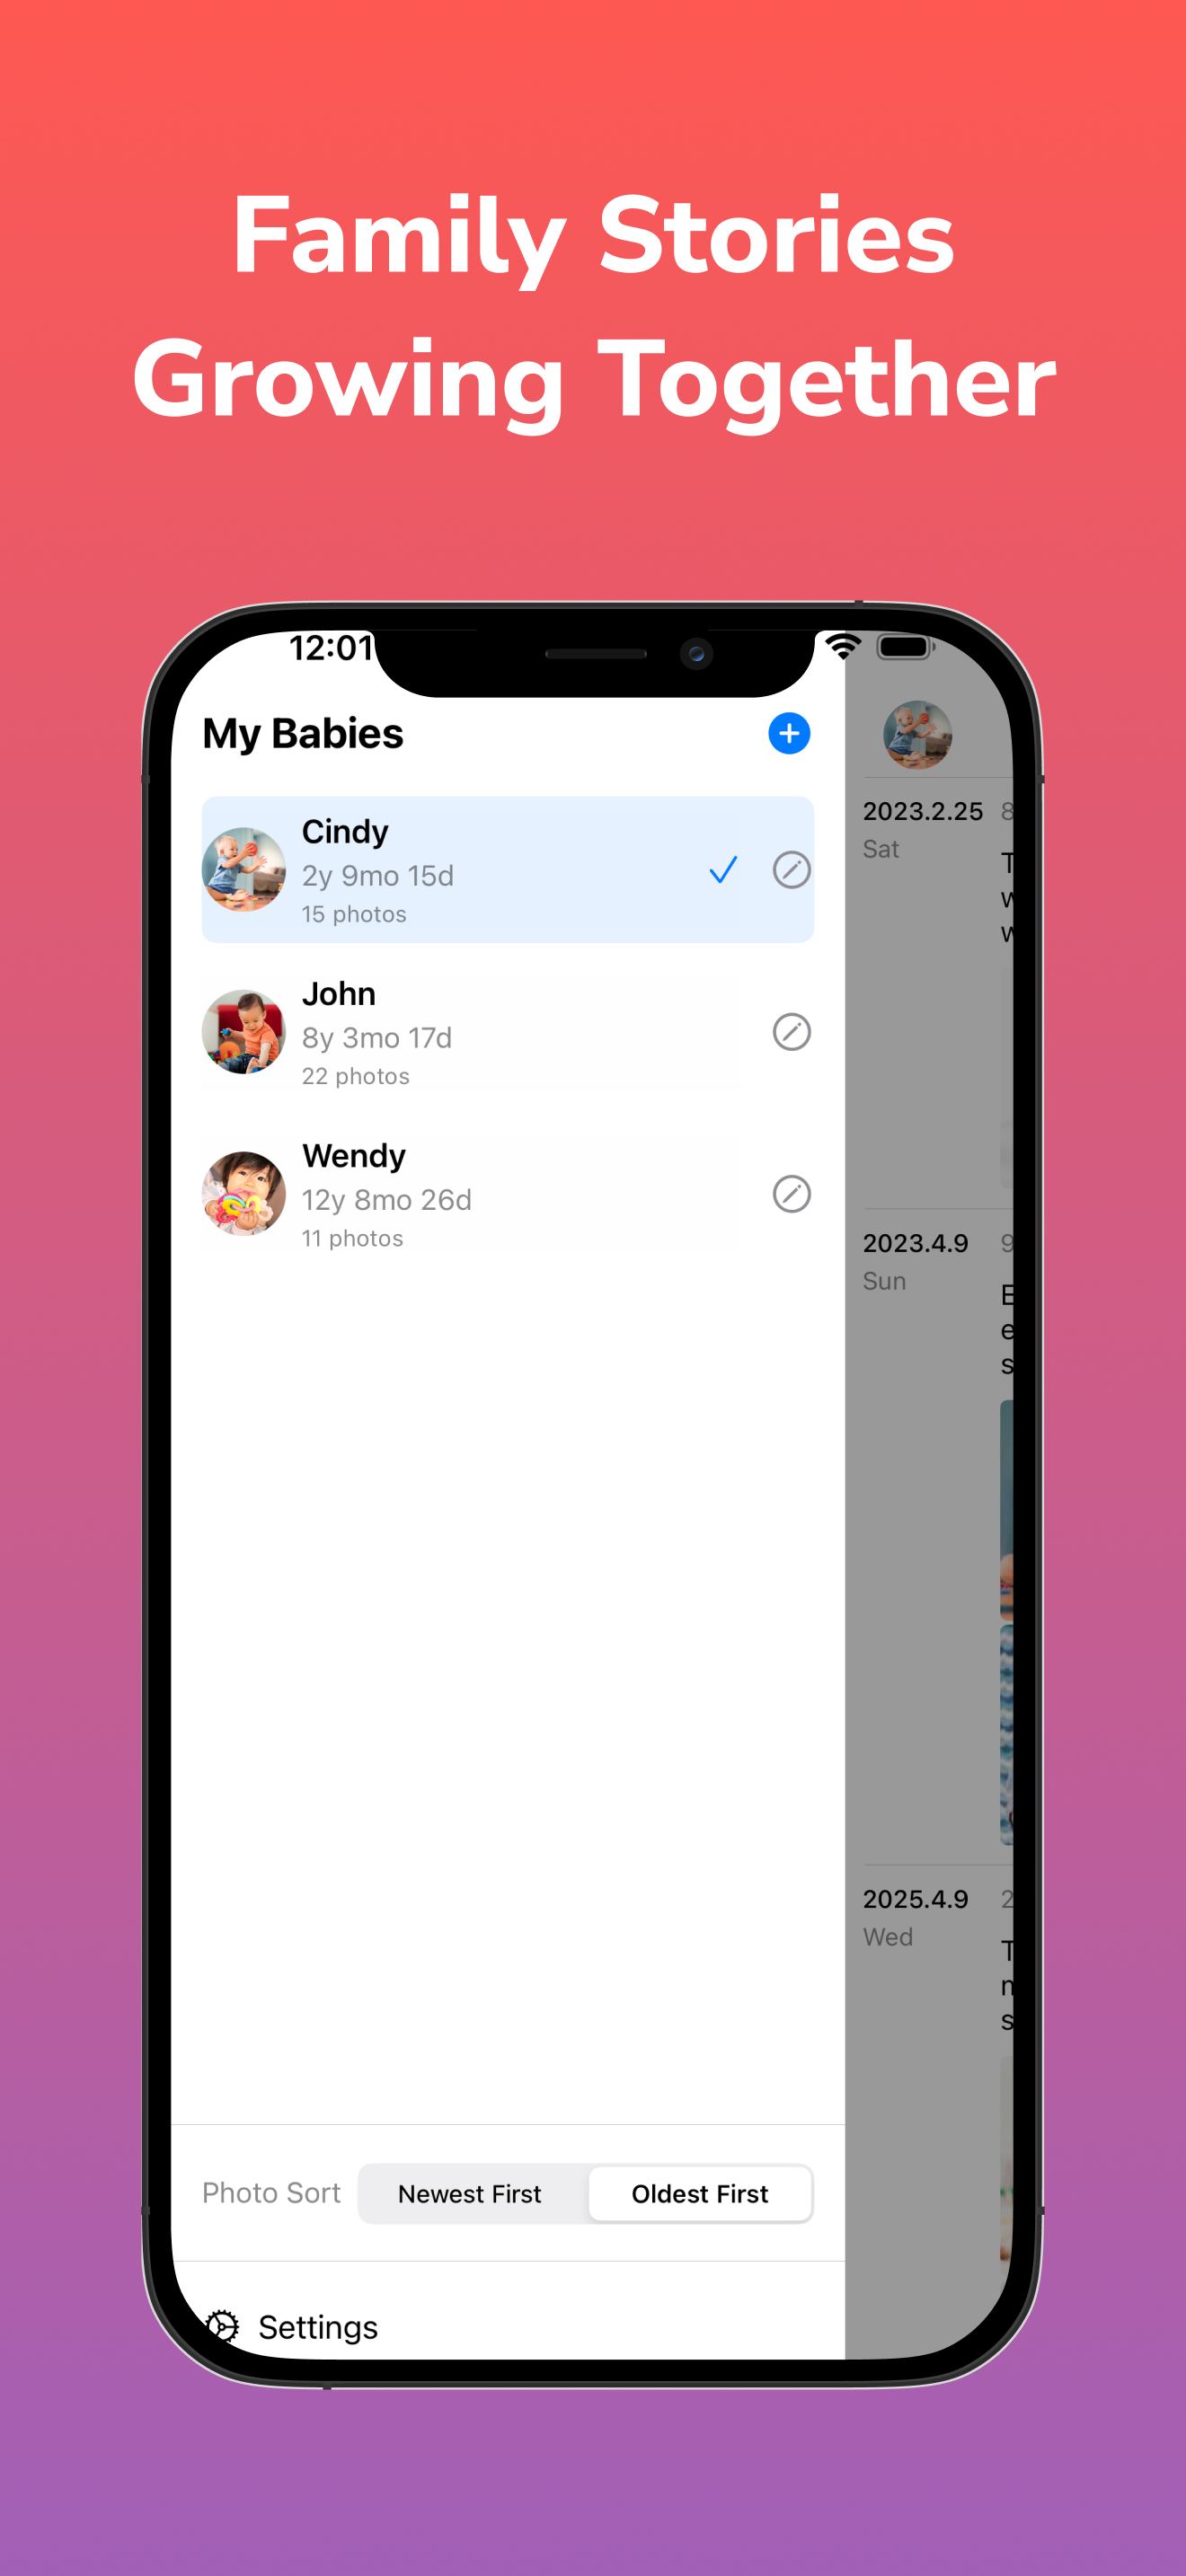 Family Stories
Growing Together
12:01
My Babies
Cindy
2y 9mo 15d
15 photos
John
8y 3mo 17d
22 photos
Wendy
12y 8mo 26d
11 photos
2023.2.25
Sat
2023.4.9
Sun
2025.4.9
Wed
Photo Sort
Newest First
Oldest First
Settings